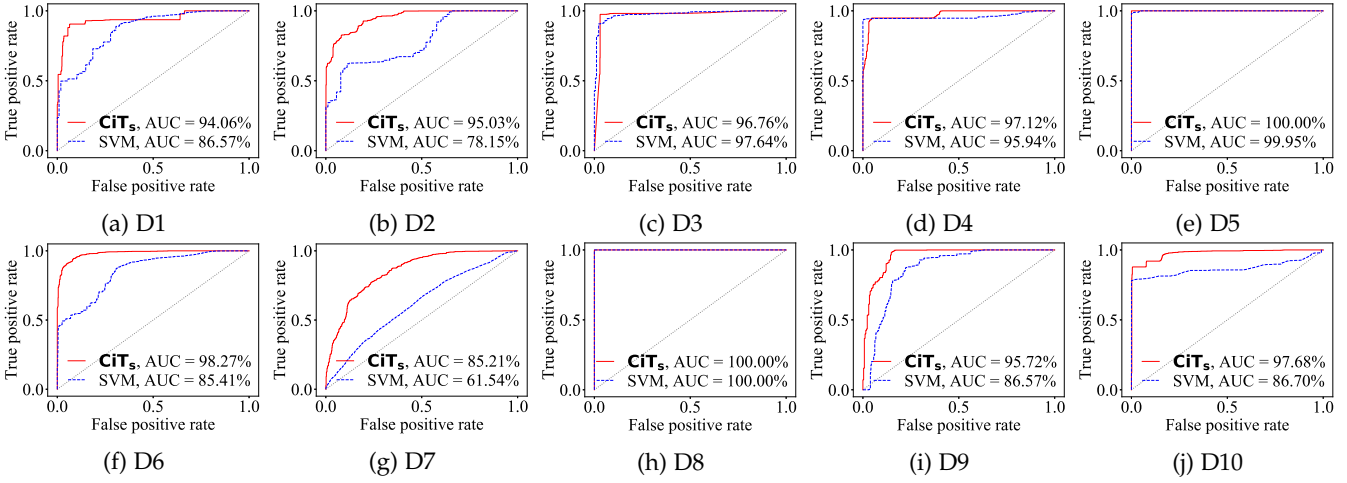 1.0
0.5
0.0
True positive rate
CiTs, AUC = 94.06%
SVM, AUC = 86.57%
0.0 0.5 1.0
False positive rate
(a) D1
1.0
0.5
0.0
True positive rate
CiTs, AUC = 95.03%
SVM, AUC = 78.15%
0.0 0.5 1.0
False positive rate
(b) D2
1.0
0.5
0.0
True positive rate
CiTs, AUC = 96.76%
SVM, AUC = 97.64%
0.0 0.5 1.0
False positive rate
(c) D3
1.0
0.5
0.0
True positive rate
CiTs, AUC = 97.12%
SVM, AUC = 95.94%
0.0 0.5 1.0
False positive rate
(d) D4
1.0
0.5
0.0
True positive rate
CiTs, AUC = 100.00%
SVM, AUC = 99.95%
0.0 0.5 1.0
False positive rate
(e) D5
1.0
0.5
0.0
True positive rate
CiTs, AUC = 98.27%
SVM, AUC = 85.41%
0.0 0.5 1.0
False positive rate
(f) D6
1.0
0.5
0.0
True positive rate
CiTs, AUC = 85.21%
SVM, AUC = 61.54%
0.0 0.5 1.0
False positive rate
(g) D7
1.0
0.5
0.0
True positive rate
CiTs, AUC = 100.00%
SVM, AUC = 100.00%
0.0 0.5 1.0
False positive rate
(h) D8
1.0
0.5
0.0
True positive rate
CiTs, AUC = 95.72%
SVM, AUC = 86.57%
0.0 0.5 1.0
False positive rate
(i) D9
1.0
0.5
0.0
True positive rate
CiTs, AUC = 97.68%
SVM, AUC = 86.70%
0.0 0.5 1.0
False positive rate
(j) D10